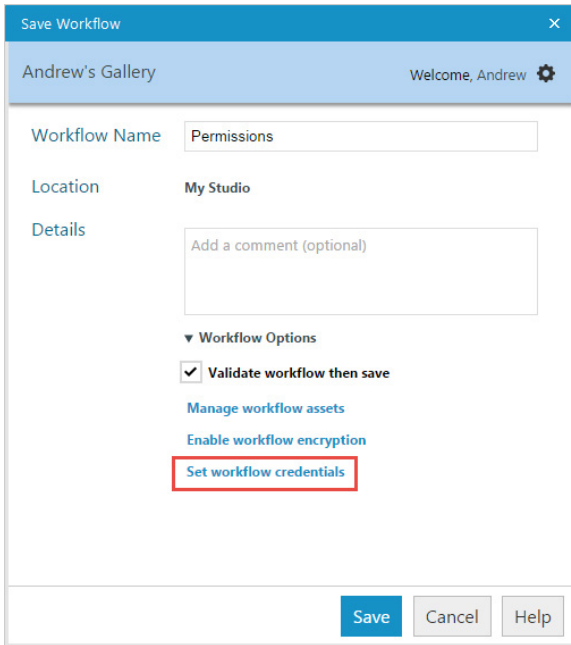 Save Workflow
Andrew's Gallery
Welcome, Andrew
Workflow Name
Permissions
Location
My Studio
Details
Add a comment (optional)
Workflow Options
Validate workflow then save
Manage workflow assets
Enable workflow encryption
Set workflow credentials
Save
Cancel
Help